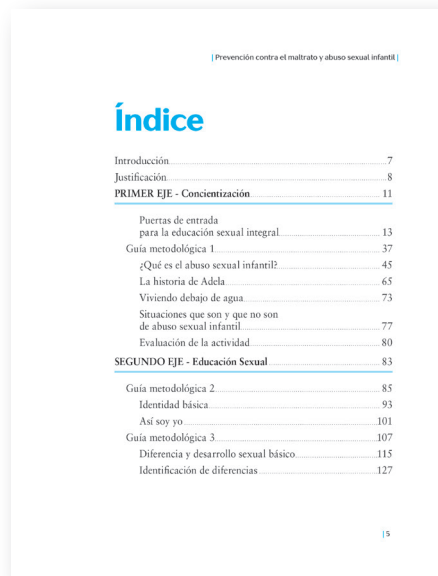 | Prevención contra el maltrato y abuso sexual infantil |
Índice
Introducción 7
Justificación 8
PRIMER EJE - Concientización 11
Puertas de entrada
para la educación sexual integral 13
Guía metodológica 1 37
¿Qué es el abuso sexual infantil? 45
La historia de Adela 65
Viviendo debajo de agua 73
Situaciones que son y que no son
de abuso sexual infantil 77
Evaluación de la actividad 80
SEGUNDO EJE - Educación Sexual 83
Guía metodológica 2 85
Identidad básica 93
Así soy yo 101
Guía metodológica 3 107
Diferencia y desarrollo sexual básico 115
Identificación de diferencias 127
| 5